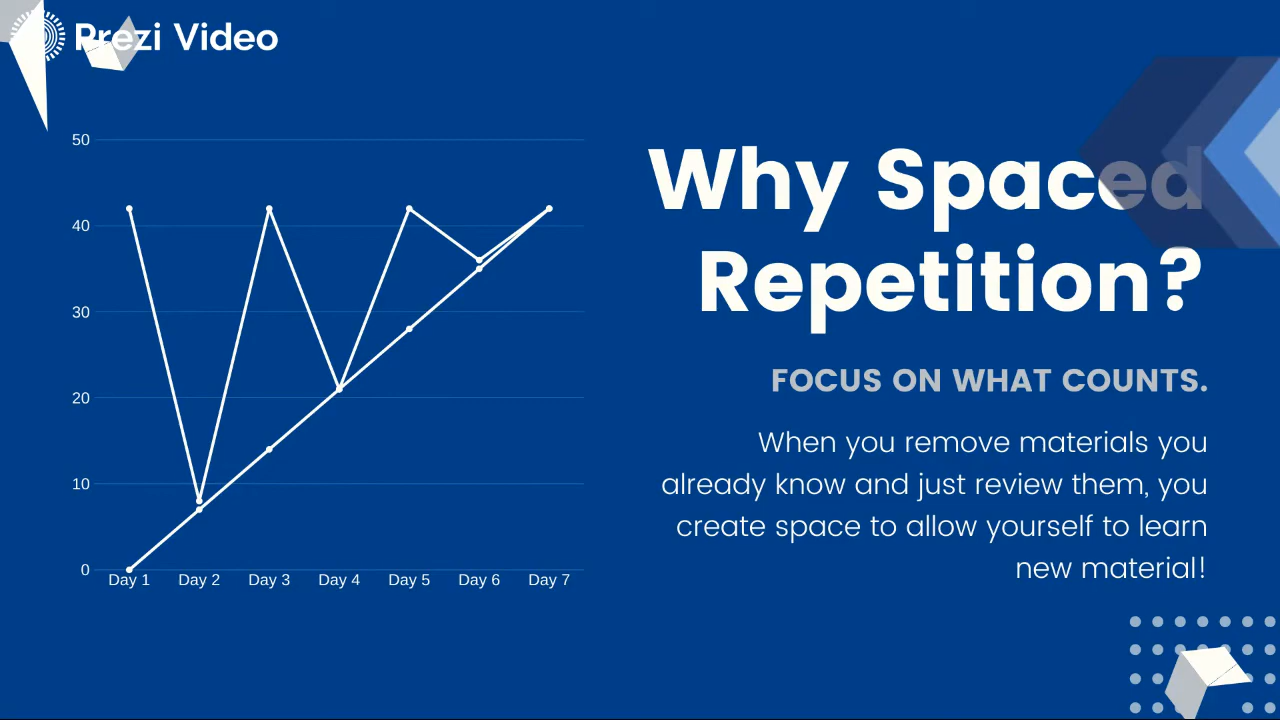 Prezi Video
Why Spaced
Repetition?
FOCUS ON WHAT COUNTS.
When you remove materials you
already know and just review them, you
create space to allow yourself to learn
new material!
50
40
30
20
10
0
Day 1 Day 2 Day 3 Day 4 Day 5 Day 6 Day 7